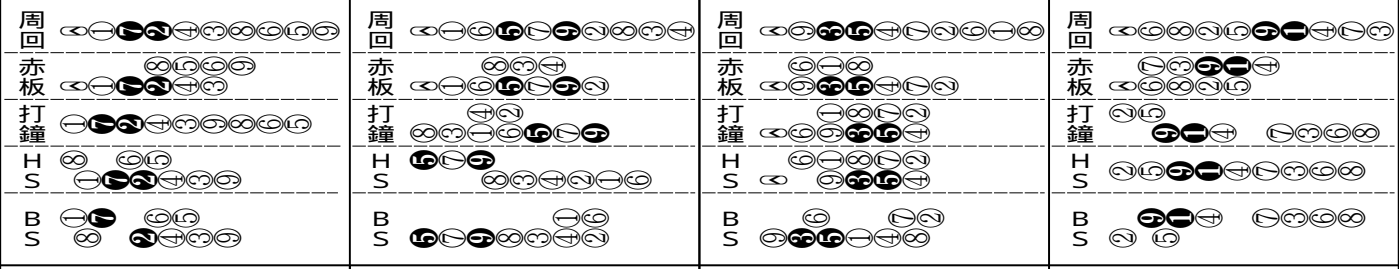 周回 <①❼❷④③⑧⑥⑤⑨
赤 ⑧⑤⑥⑨
板 <①❼❷④③
打鐘 ①❼❷④③⑨⑧⑥⑤
H ⑧ ⑥⑤
S ①❼❷④③⑨
B ①❼ ⑥⑤
S ⑧ ❷④③⑨
周回 <①⑥❺⑦❾②⑧③④
赤 ⑧③④
板 <①⑥❺⑦❾②
打 ④②
鐘 ⑧③①⑥❺⑦❾
H ❺⑦❾
S ⑧③④②①⑥
B ①⑥
S ❺⑦❾⑧③④②
周回 <⑨❸❺④⑦②⑥①⑧
赤 ⑥①⑧
板 <⑨❸❺④⑦②
打 ①⑧⑦②
鐘 <⑥⑨❸❺④
H ⑥①⑧⑦②
S < ⑨❸❺④
B ⑥ ⑦②
S ⑨❸❺①④⑧
周回 <⑥⑧②⑤❾❶④⑦③
赤 ⑦③❾❶④
板 <⑥⑧②⑤
打 ②⑤
鐘 ❾❶④ ⑦③⑥⑧
HS ②⑤❾❶④⑦③⑥⑧
B ❾❶④ ⑦③⑥⑧
S ② ⑤